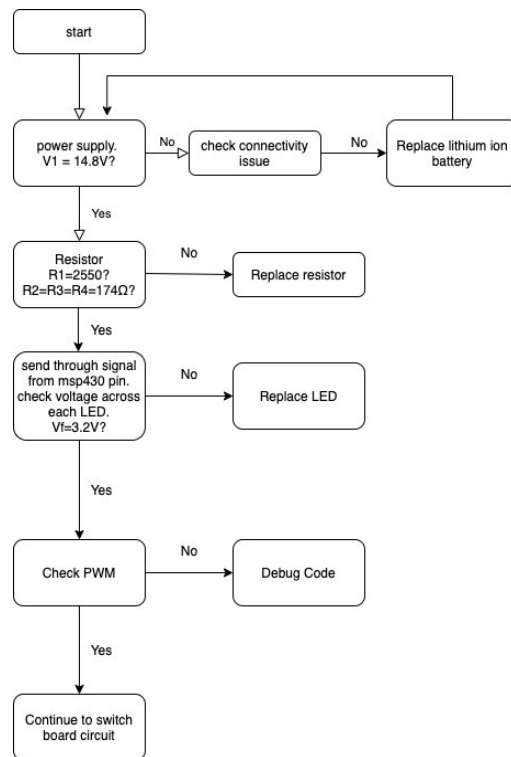 start
power supply.
V1 = 14.8V?
No
check connectivity
issue
No
Replace lithium ion
battery
Yes
Resistor
R1=2550?
R2=R3=R4=174Ω?
No
Replace resistor
Yes
send through signal
from msp430 pin.
check voltage across
each LED.
Vf=3.2V?
No
Replace LED
Yes
Check PWM
No
Debug Code
Yes
Continue to switch
board circuit